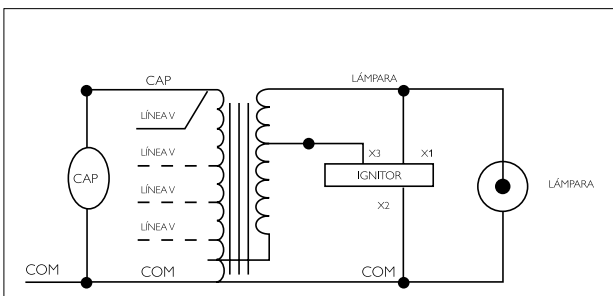 CAP
LÁMPARA
LÍNEA V
LÍNEA V
X3
X1
IGNITOR
CAP
LÍNEA V
LÁMPARA
X2
LÍNEA V
COM
COM
COM